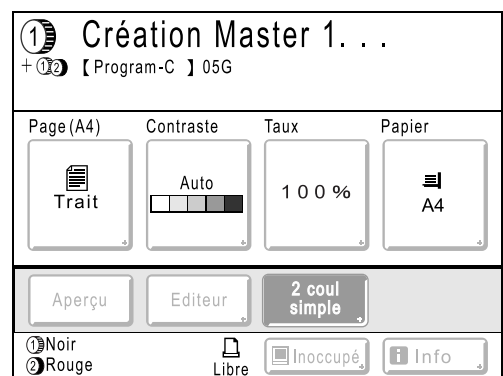 ① Création Master 1. . .
+ ①② 【Program-C 】 05G
Page(A4) Contraste Taux Papier
Trait Auto 100% A4
Aperçu Editeur 2 coul simple
①Noir
②Rouge Libre Inoccupé Info